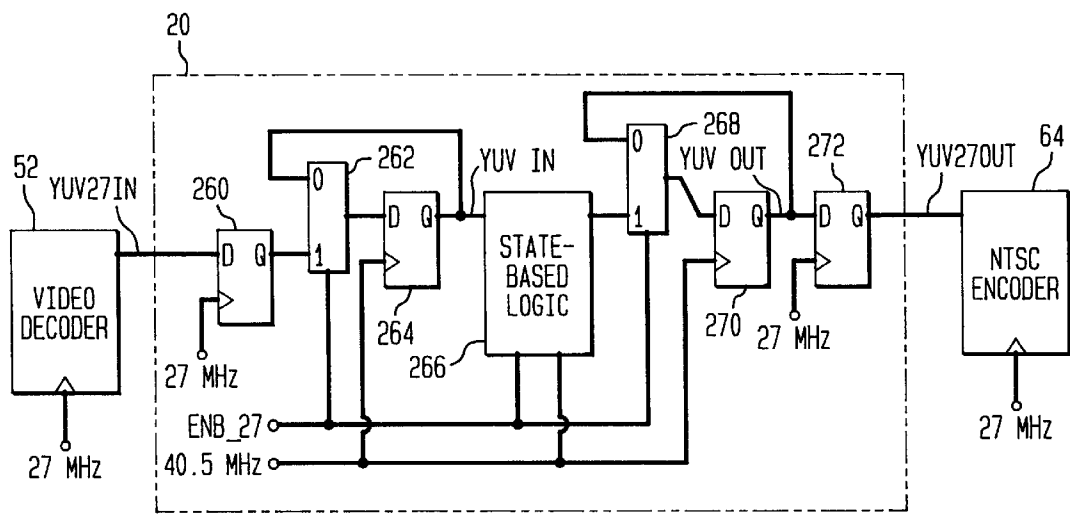 20
52
YUV27IN
260
262
YUV IN
268
YUV OUT
272
YUV27OUT
64
0
1
0
1
D Q
D Q
D Q
D Q
VIDEO
DECODER
STATE-
BASED
LOGIC
NTSC
ENCODER
264
266
270
27 MHz
27 MHz
27 MHz
27 MHz
ENB_27
40.5 MHz